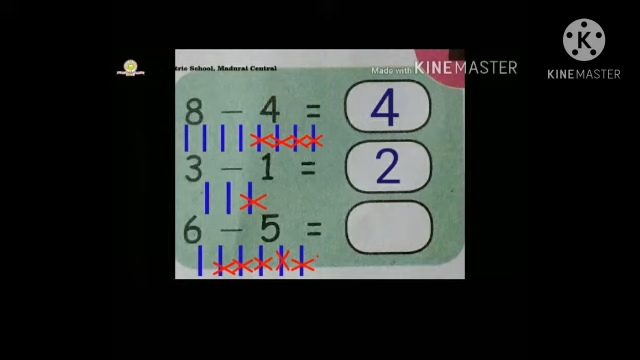 tric School, Madurai Central
Made with KINEMASTER
KINEMASTER
8 - 4 = 4
3 - 1 = 2
6 - 5 =